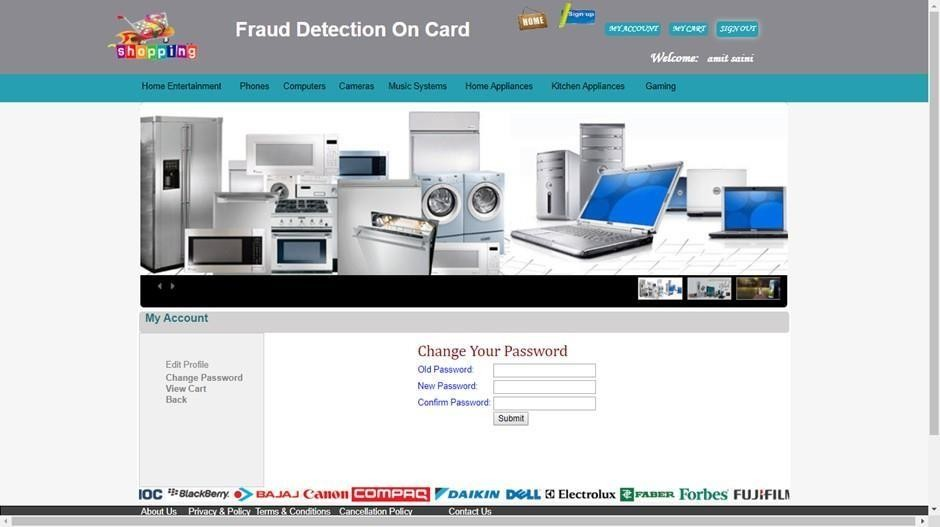 shopping
Fraud Detection On Card
HOME
Sign up
MY ACCOUNT MY CART SIGN OUT
Welcome: amit saini
Home Entertainment Phones Computers Cameras Music Systems Home Appliances Kitchen Appliances Gaming
My Account
Edit Profile
Change Password
View Cart
Back
Change Your Password
Old Password:
New Password:
Confirm Password:
Submit
IOC BlackBerry BAJAJ Canon COMPAQ DAIKIN DELL Electrolux FABER Forbes FUJIFILM
About Us Privacy & Policy Terms & Conditions Cancellation Policy Contact Us